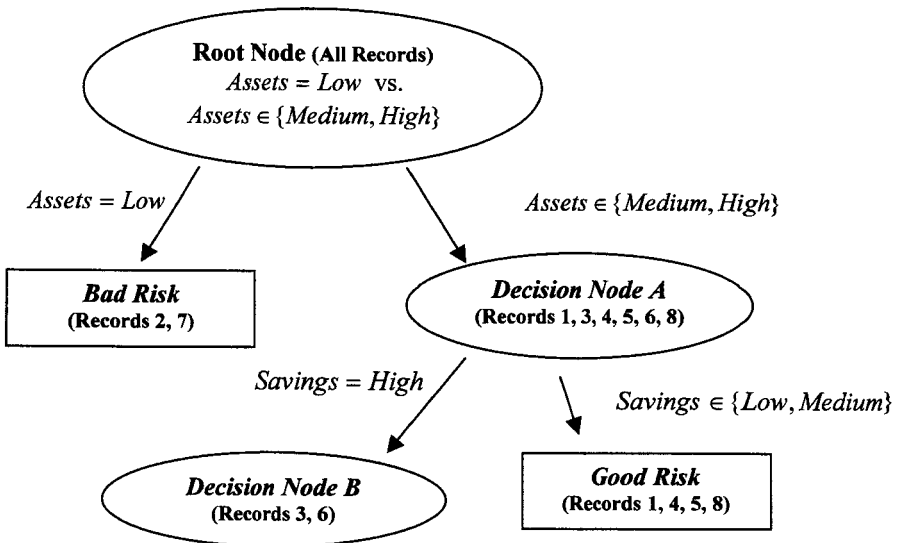 Root Node (All Records)
Assets = Low vs.
Assets ∈ {Medium, High}
Assets = Low
Assets ∈ {Medium, High}
Bad Risk
(Records 2, 7)
Decision Node A
(Records 1, 3, 4, 5, 6, 8)
Savings = High
Savings ∈ {Low, Medium}
Decision Node B
(Records 3, 6)
Good Risk
(Records 1, 4, 5, 8)